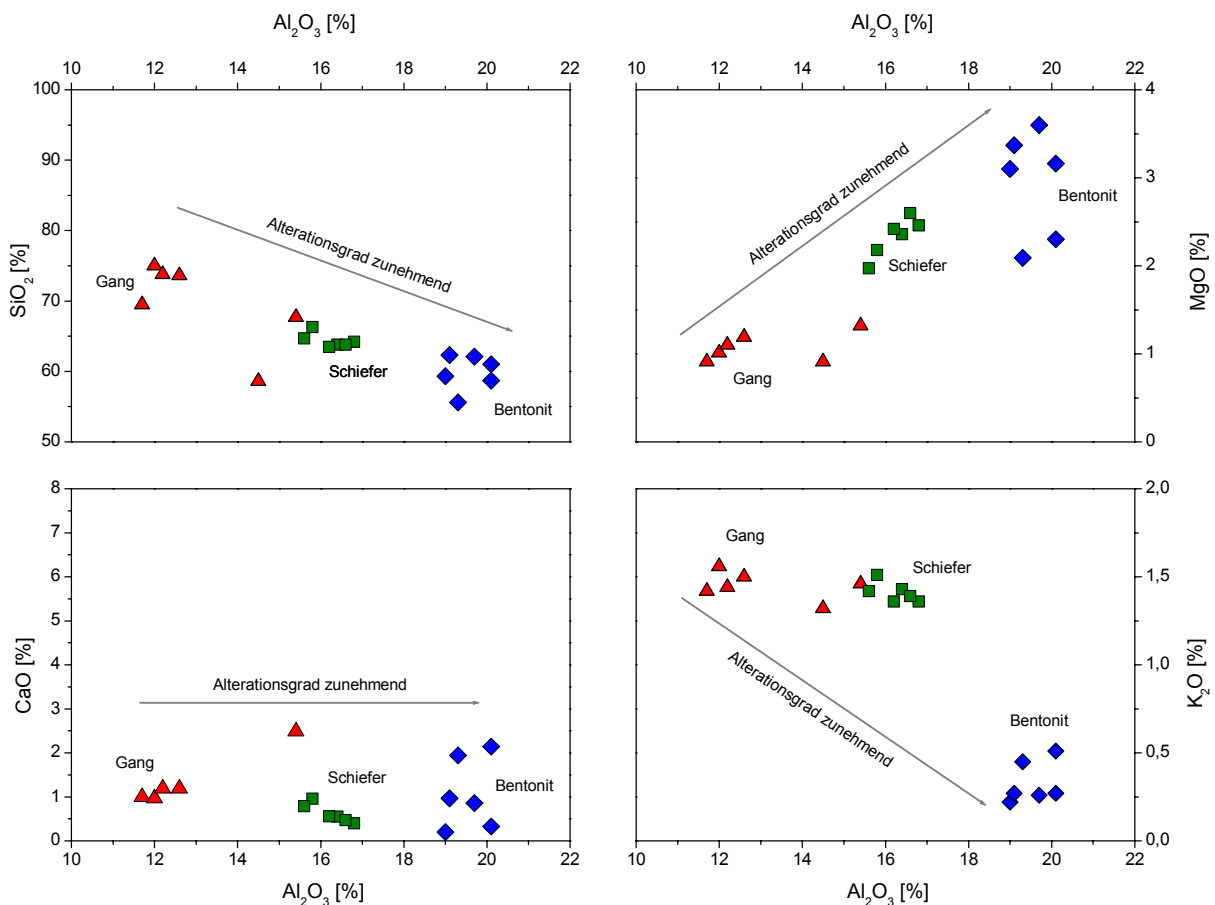 Al₂O₃ [%]
10 12 14 16 18 20 22
100
90
80
70
60
50
SiO₂ [%]
Alterationsgrad zunehmend
Gang
Schiefer
Bentonit
Al₂O₃ [%]
10 12 14 16 18 20 22
4
3
2
1
0
MgO [%]
Alterationsgrad zunehmend
Bentonit
Schiefer
Gang
8
7
6
5
4
3
2
1
0
CaO [%]
Alterationsgrad zunehmend
Gang
Schiefer
Bentonit
10 12 14 16 18 20 22
Al₂O₃ [%]
2,0
1,5
1,0
0,5
0,0
K₂O [%]
Gang
Schiefer
Alterationsgrad zunehmend
Bentonit
10 12 14 16 18 20 22
Al₂O₃ [%]